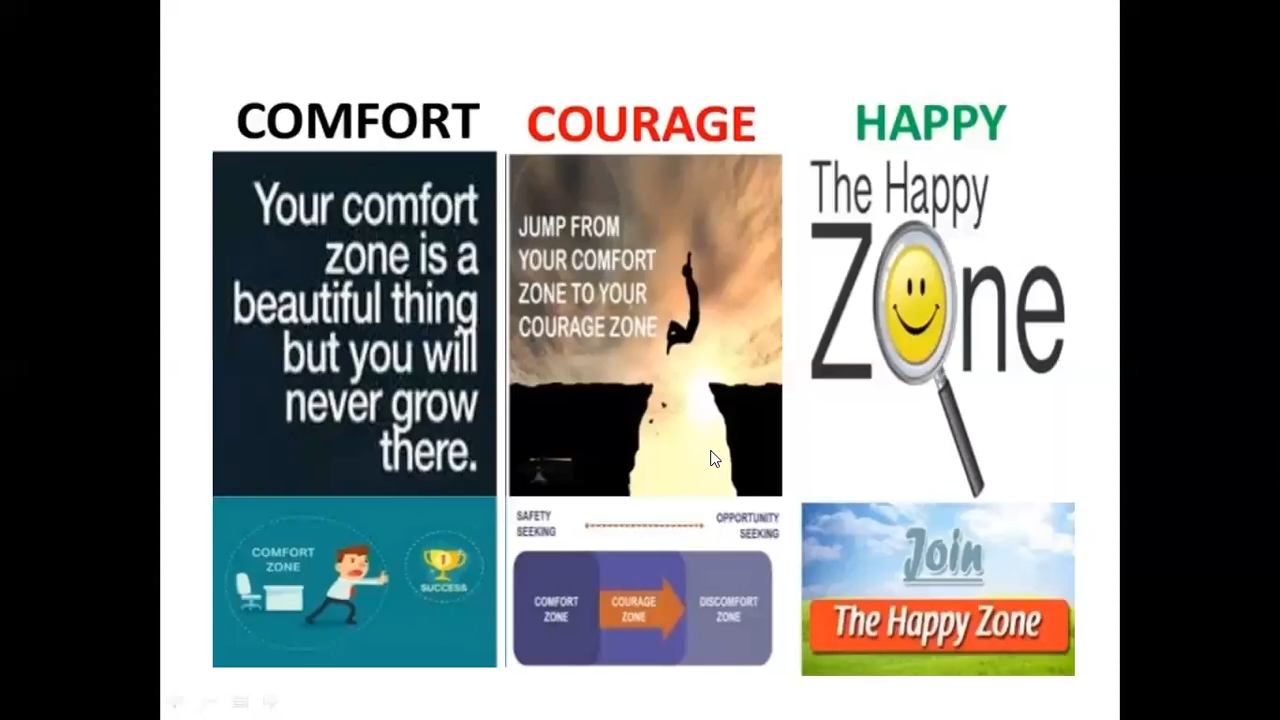 COMFORT
Your comfort
zone is a
beautiful thing
but you will
never grow
there.
COMFORT
ZONE
1
SUCCESS
COURAGE
JUMP FROM
YOUR COMFORT
ZONE TO YOUR
COURAGE ZONE
SAFETY
SEEKING
OPPORTUNITY
SEEKING
COMFORT
ZONE
COURAGE
ZONE
DISCOMFORT
ZONE
HAPPY
The Happy
Zone
Join
The Happy Zone